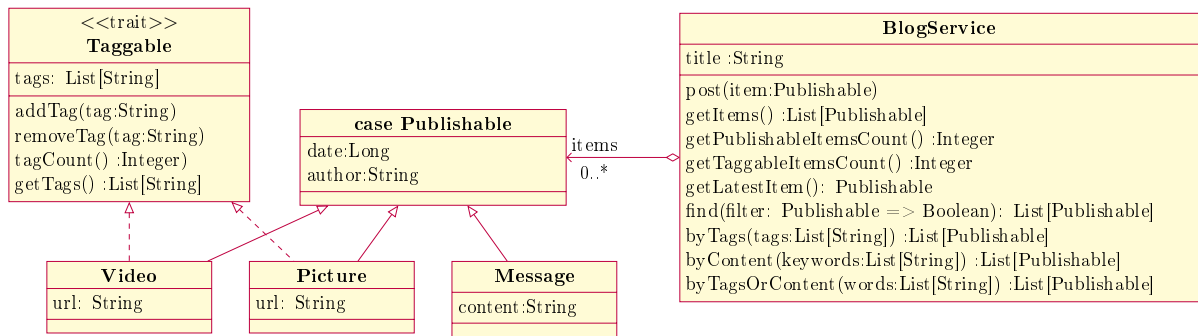 <<trait>>
Taggable
tags: List[String]
addTag(tag:String)
removeTag(tag:String)
tagCount() :Integer)
getTags() :List[String]
case Publishable
date:Long
author:String
items
0..*
BlogService
title :String
post(item:Publishable)
getItems() :List[Publishable]
getPublishableItemsCount() :Integer
getTaggableItemsCount() :Integer
getLatestItem(): Publishable
find(filter: Publishable => Boolean): List[Publishable]
byTags(tags:List[String]) :List[Publishable]
byContent(keywords:List[String]) :List[Publishable]
byTagsOrContent(words:List[String]) :List[Publishable]
Video
url: String
Picture
url: String
Message
content:String